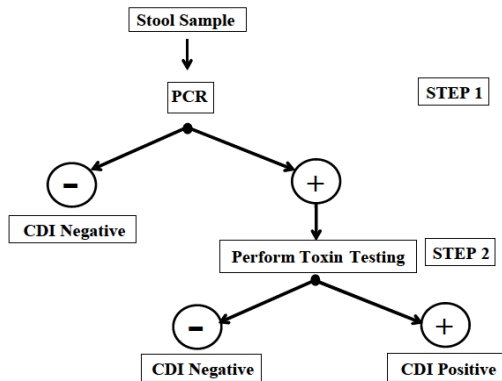 Stool Sample
PCR
STEP 1
-
+
CDI Negative
Perform Toxin Testing
STEP 2
-
+
CDI Negative
CDI Positive